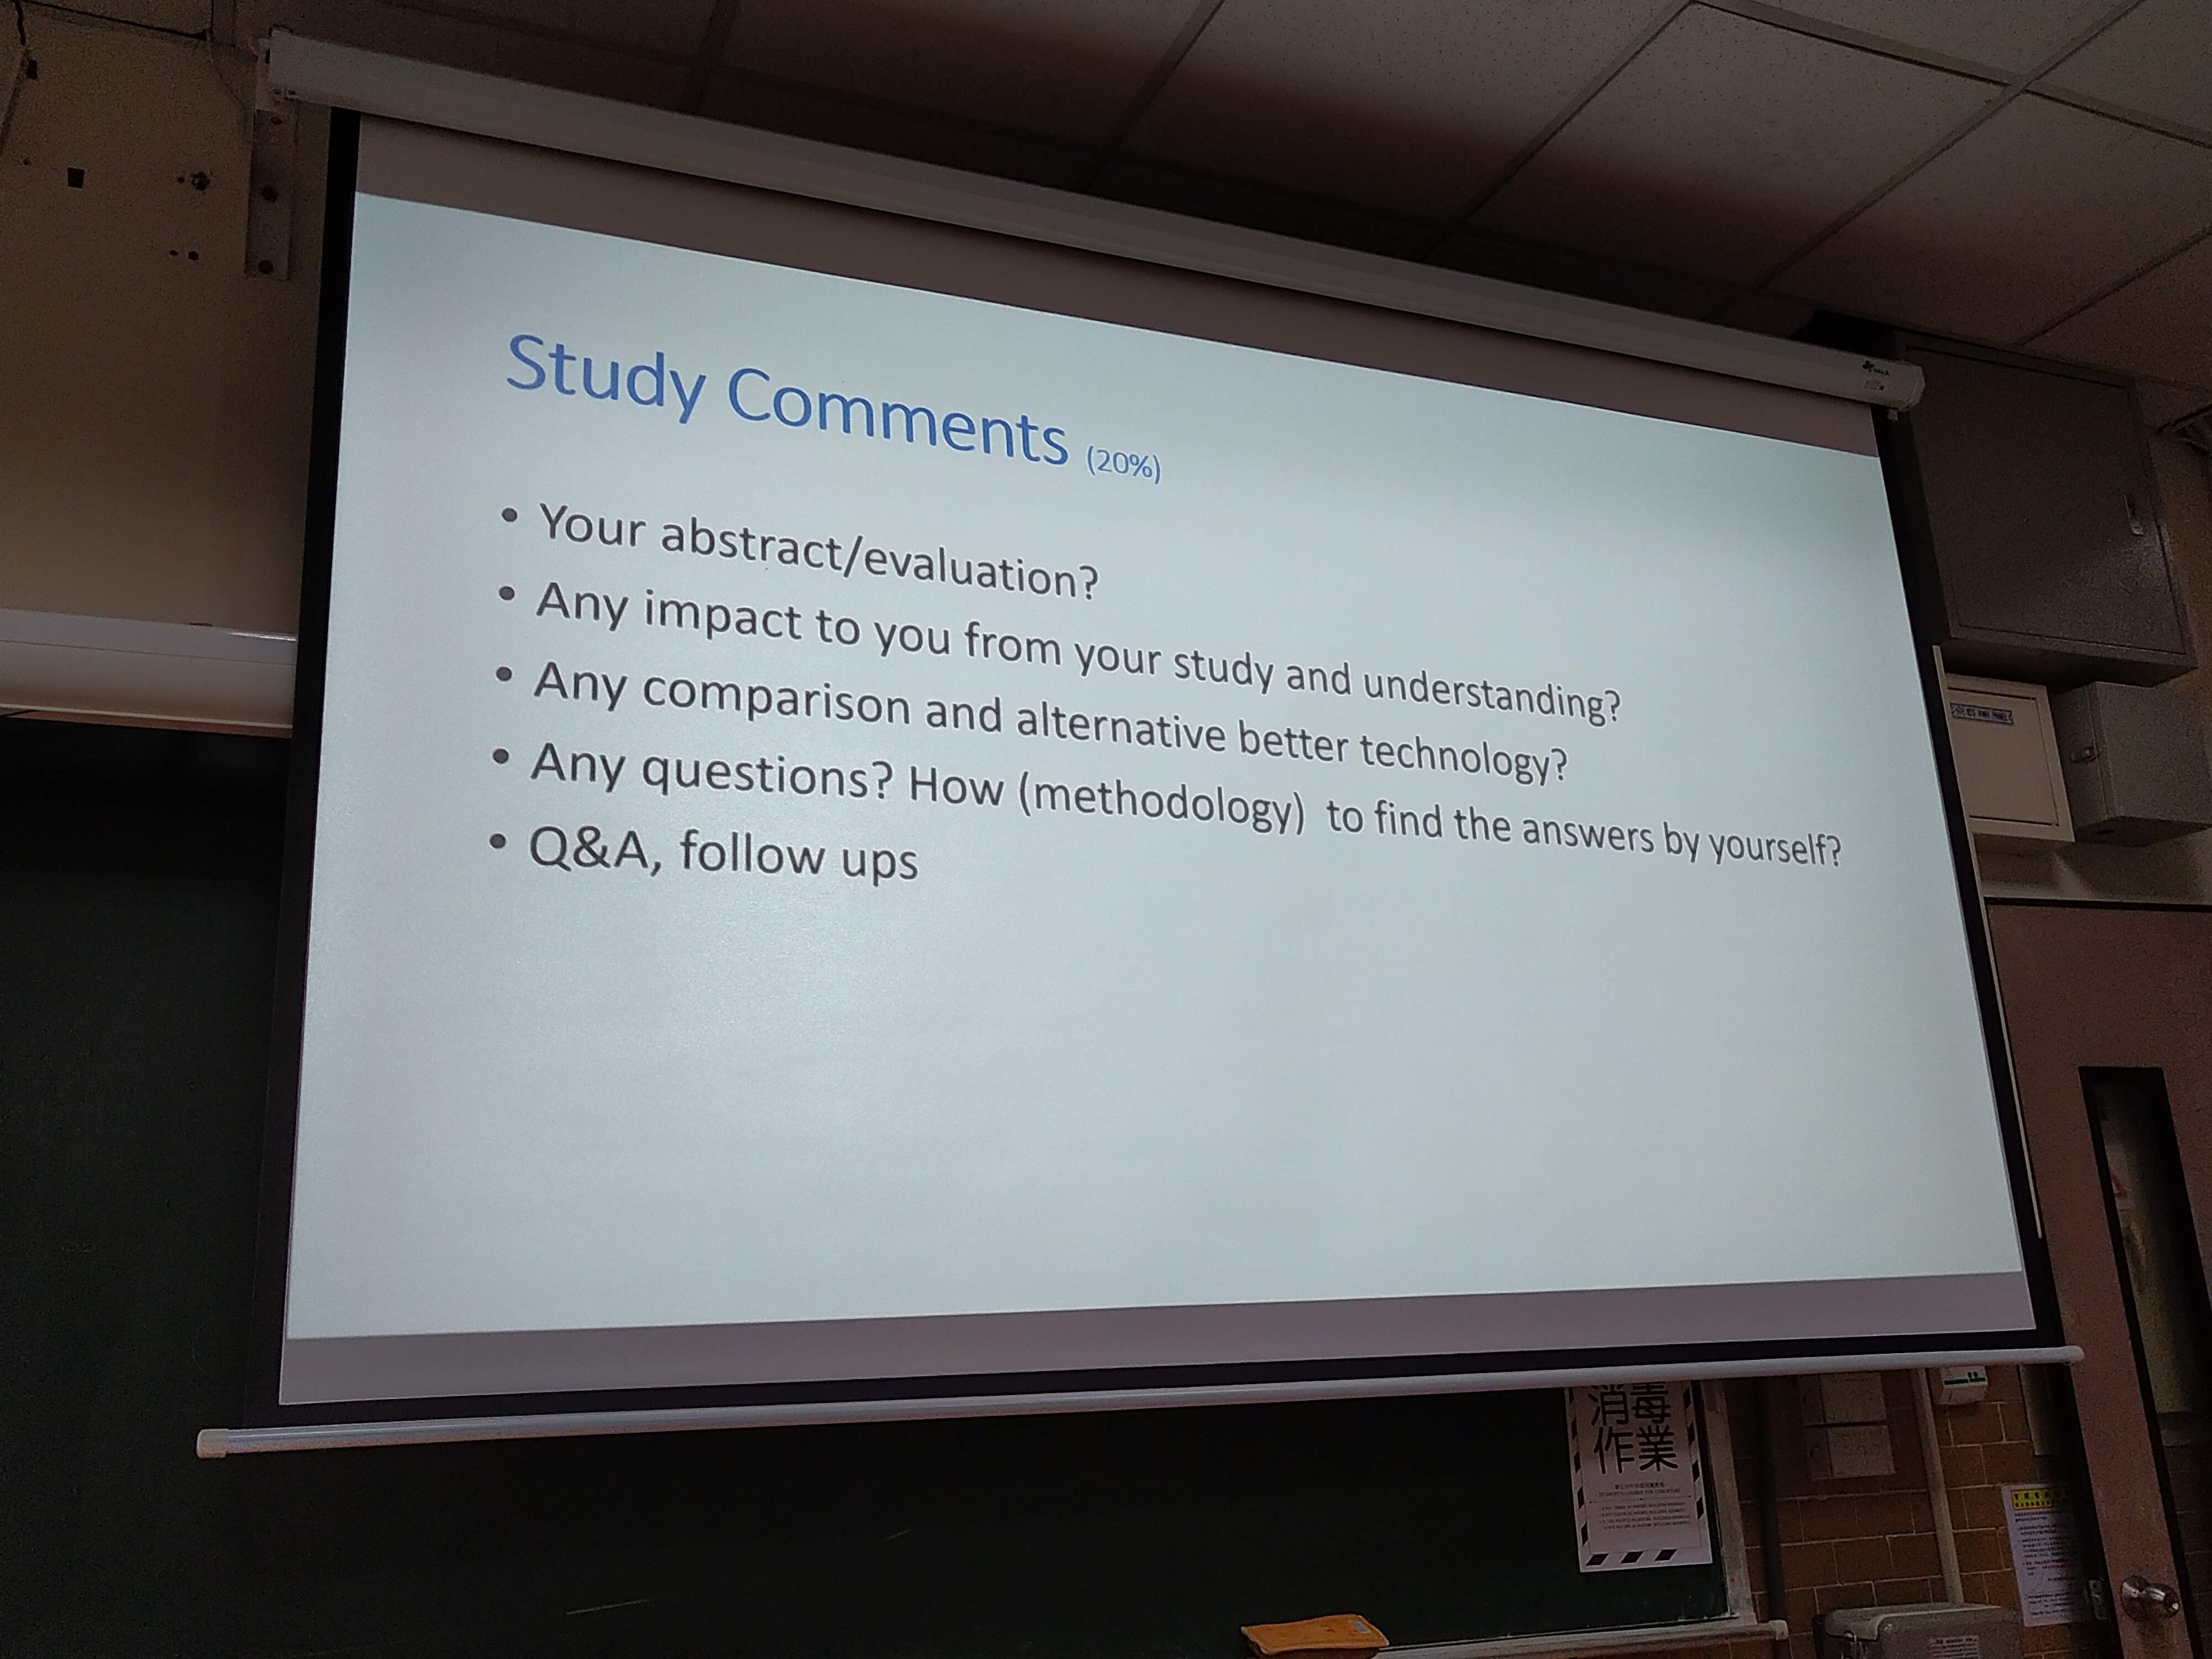 Study Comments (20%)
• Your abstract/evaluation?
• Any impact to you from your study and understanding?
• Any comparison and alternative better technology?
• Any questions? How (methodology) to find the answers by yourself?
• Q&A, follow ups
消毒
作業